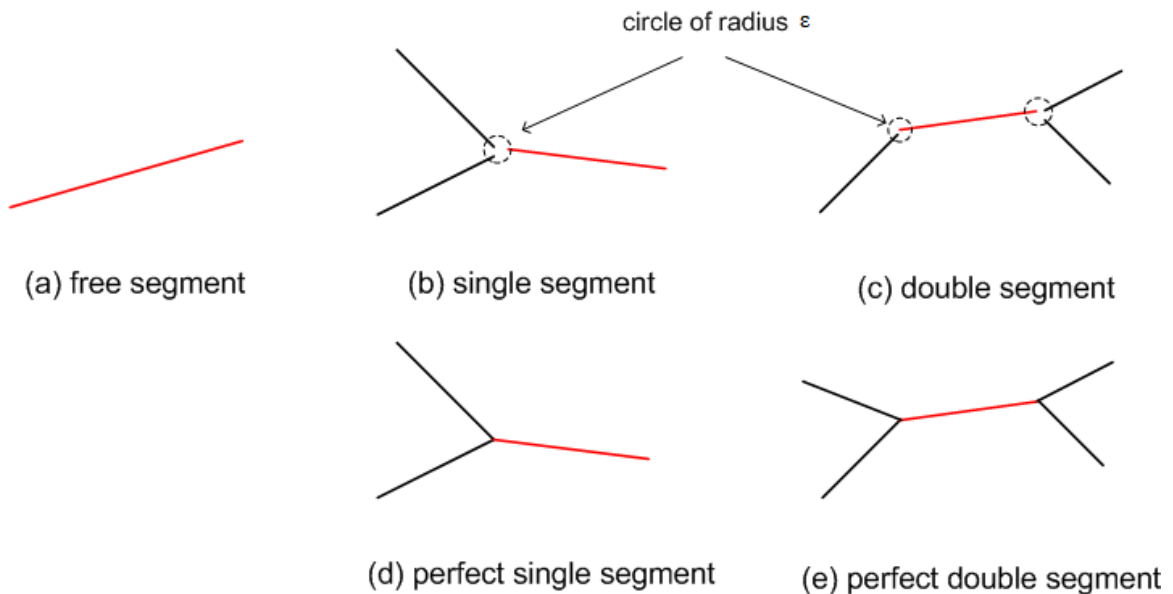 circle of radius ε
(a) free segment
(b) single segment
(c) double segment
(d) perfect single segment
(e) perfect double segment